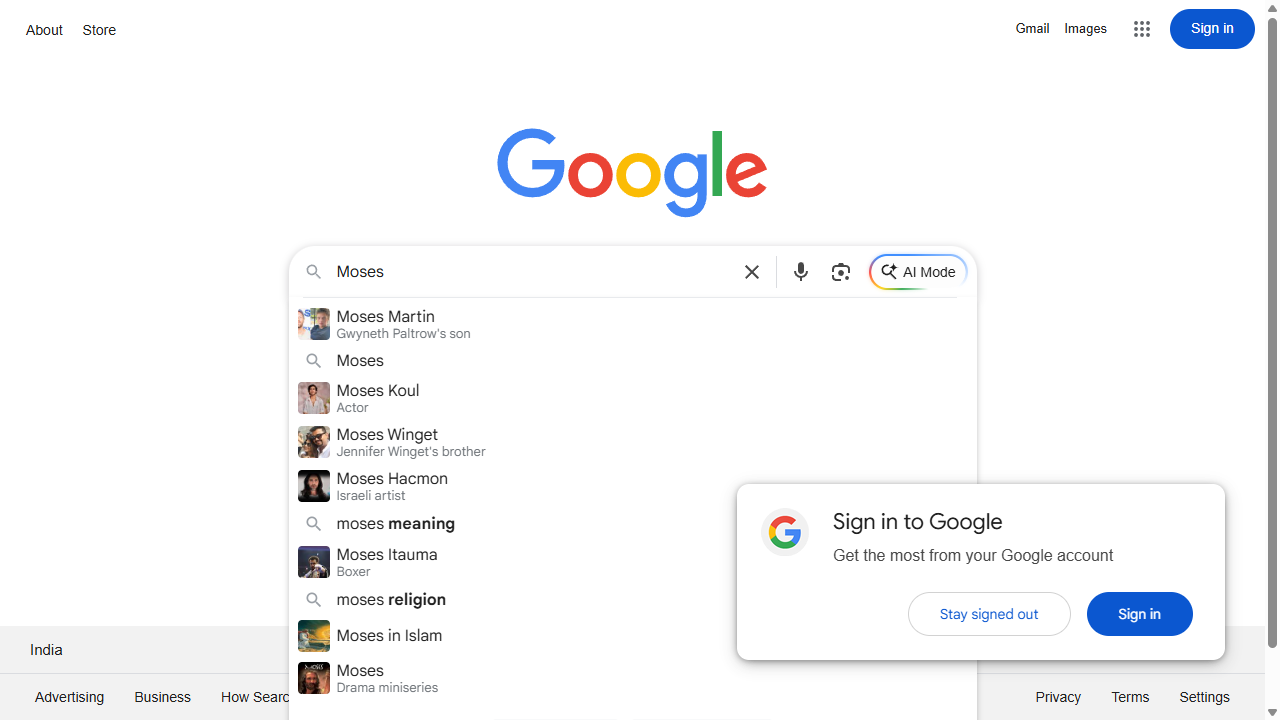 About Store
Gmail Images Sign in
Google
Moses
AI Mode
Moses Martin
Gwyneth Paltrow's son
Moses
Moses Koul
Actor
Moses Winget
Jennifer Winget's brother
Moses Hacmon
Israeli artist
moses meaning
Moses Itauma
Boxer
moses religion
Moses in Islam
Moses
Drama miniseries
Sign in to Google
Get the most from your Google account
Stay signed out Sign in
India
Advertising Business How Searc
Privacy Terms Settings